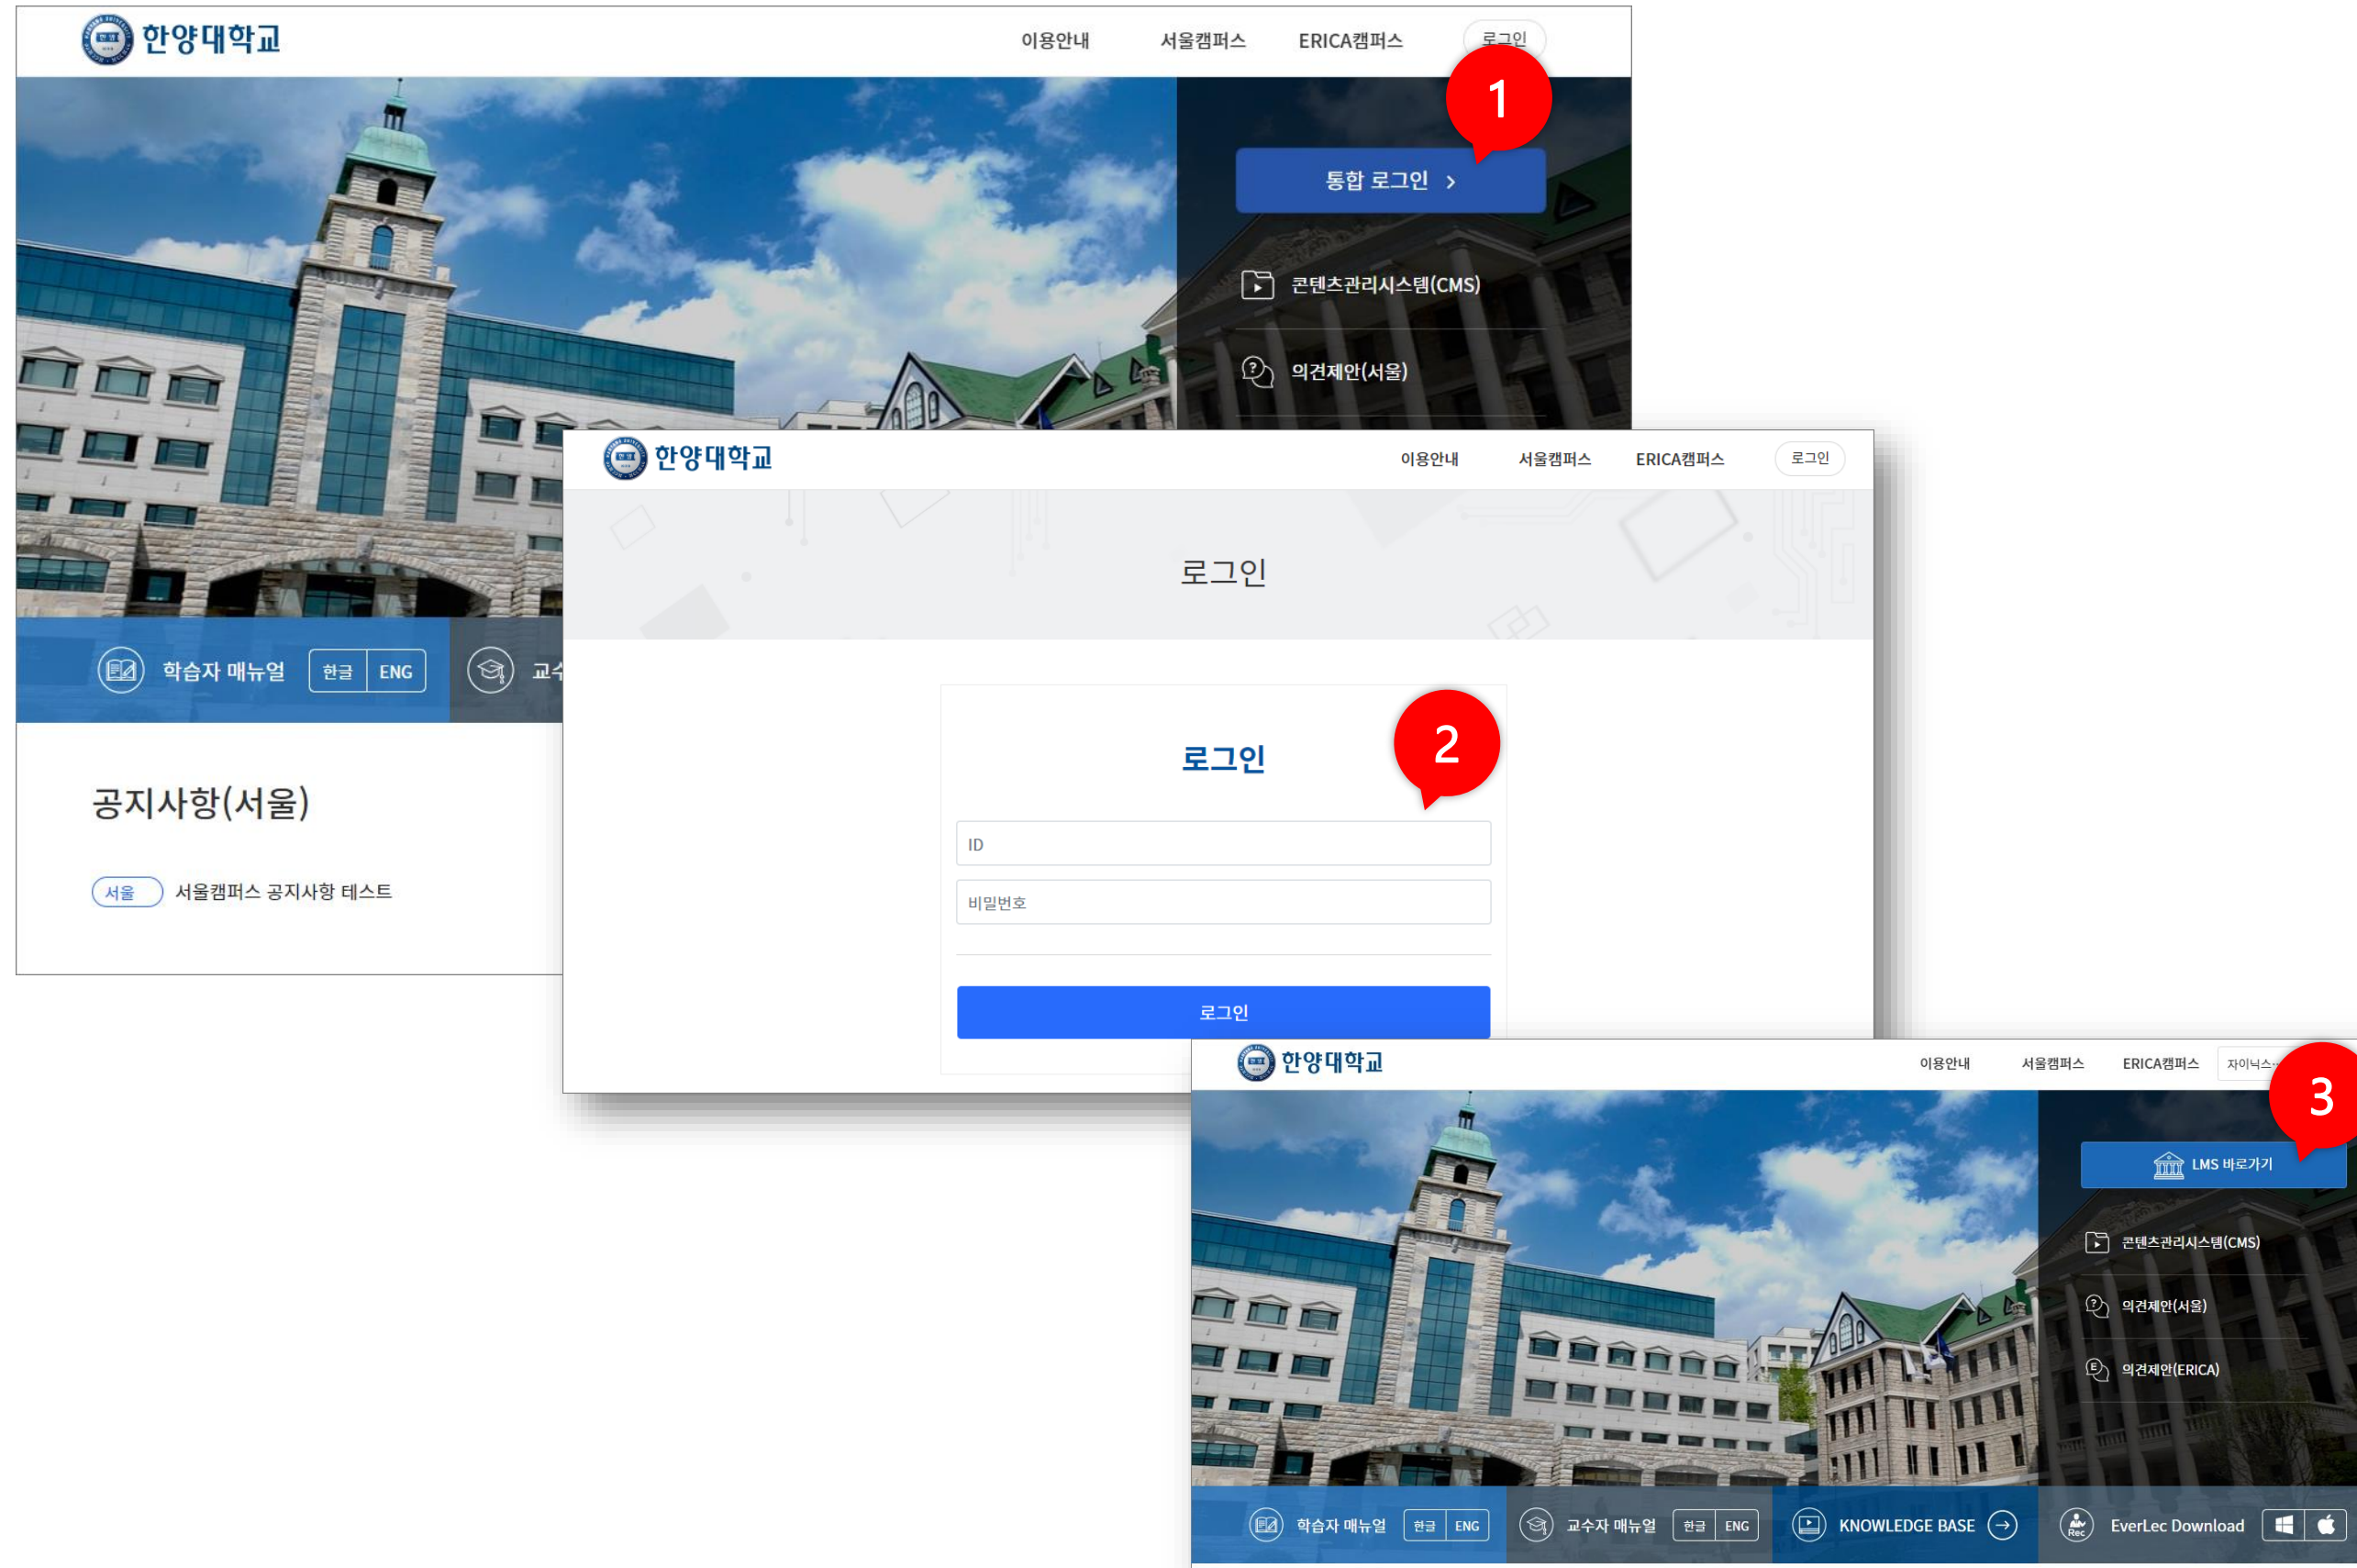 한양대학교
이용안내 서울캠퍼스 ERICA캠퍼스 로그인
1
통합 로그인
콘텐츠관리시스템(CMS)
의견제안(서울)
학습자 매뉴얼 한글 ENG
공지사항(서울)
서울 서울캠퍼스 공지사항 테스트
한양대학교
이용안내 서울캠퍼스 ERICA캠퍼스 로그인
로그인
2
로그인
ID
비밀번호
로그인
한양대학교
이용안내 서울캠퍼스 ERICA캠퍼스 자이닉스
3
LMS 바로가기
콘텐츠관리시스템(CMS)
의견제안(서울)
E 의견제안(ERICA)
학습자 매뉴얼 한글 ENG 교수자 매뉴얼 한글 ENG KNOWLEDGE BASE Rec EverLec Download